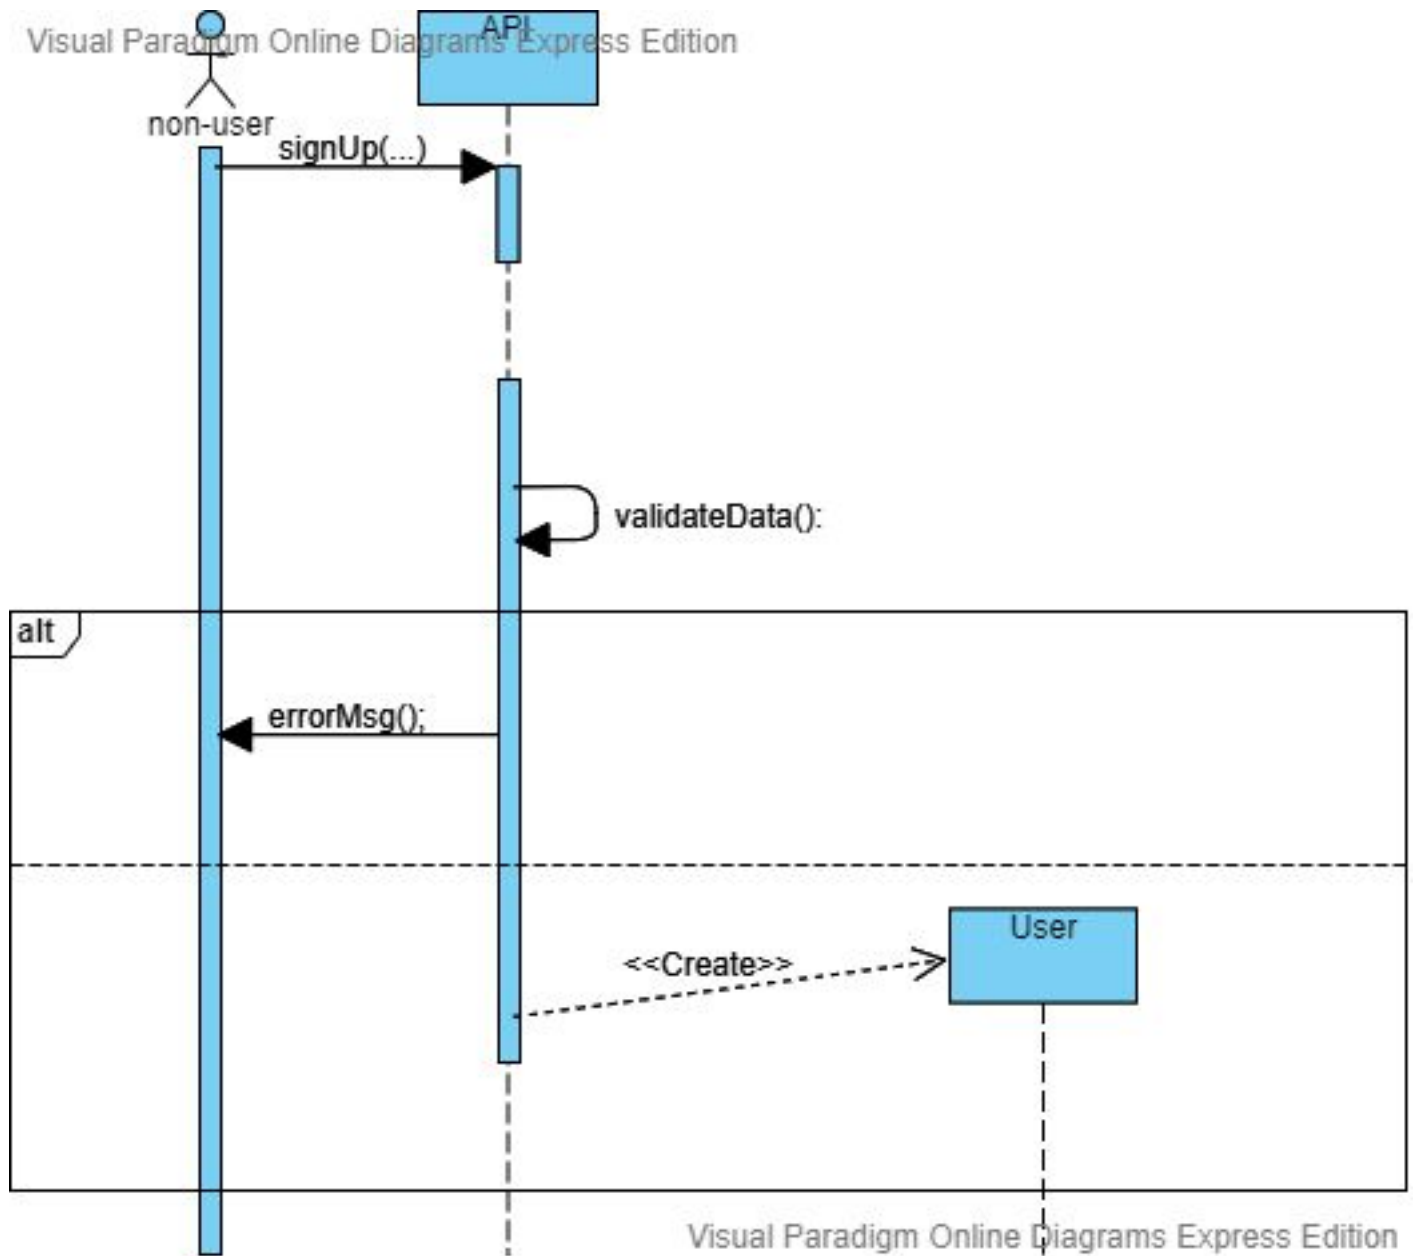 Visual Paradigm Online Diagrams Express Edition
API
non-user
signUp(...)
validateData():
alt
errorMsg();
User
<<Create>>
Visual Paradigm Online Diagrams Express Edition